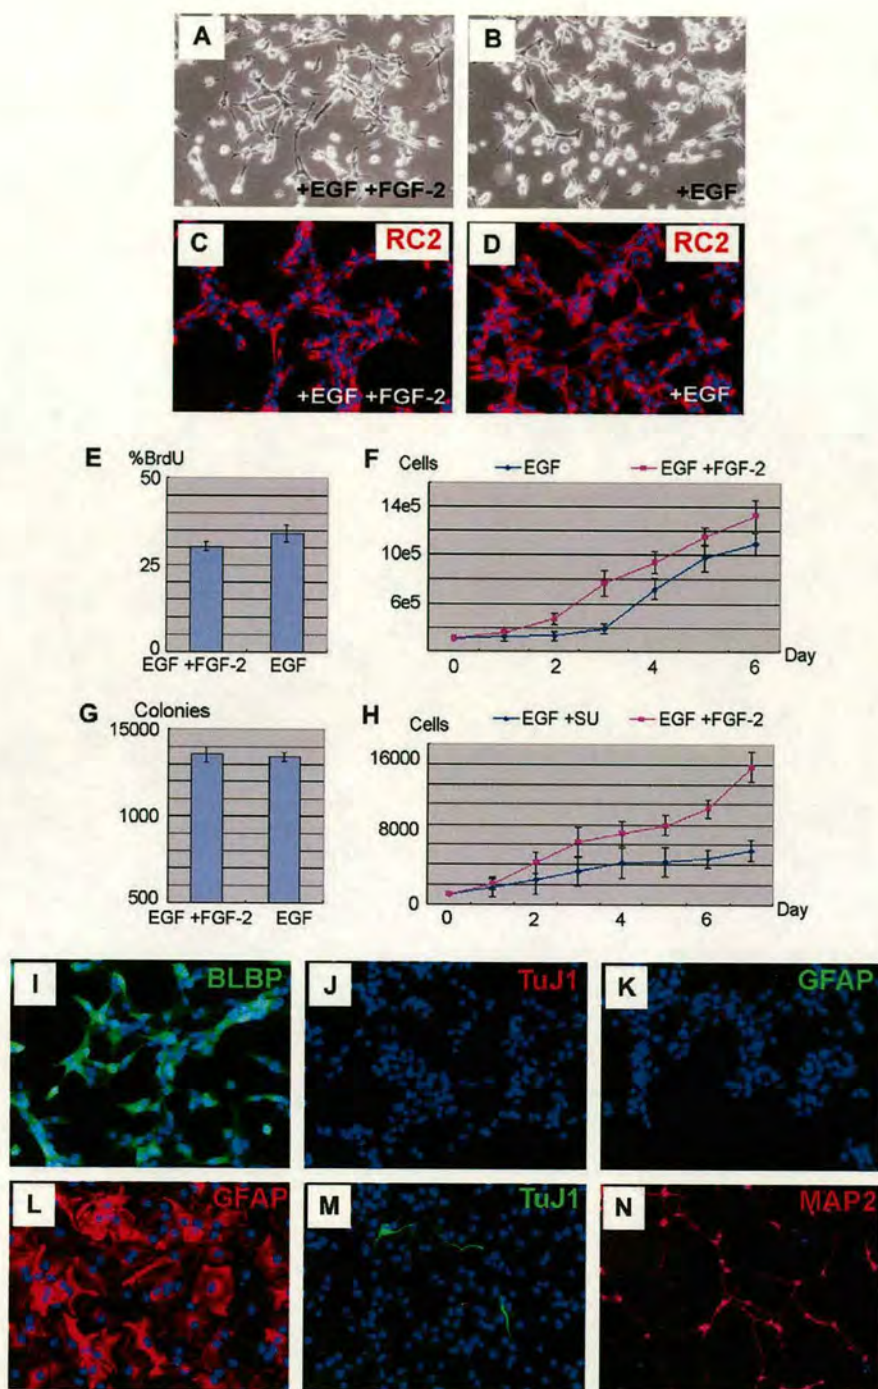 A
B
+EGF +FGF-2
+EGF
C
RC2
D
RC2
+EGF +FGF-2
+EGF
E
%BrdU
50
25
0
EGF +FGF-2
EGF
F
Cells
EGF
EGF +FGF-2
14e5
10e5
6e5
0
2
4
6
Day
G
Colonies
15000
1000
500
EGF +FGF-2
EGF
H
Cells
EGF +SU
EGF +FGF-2
16000
8000
0
0
2
4
6
Day
I
BLBP
J
TuJ1
K
GFAP
L
GFAP
M
TuJ1
N
MAP2